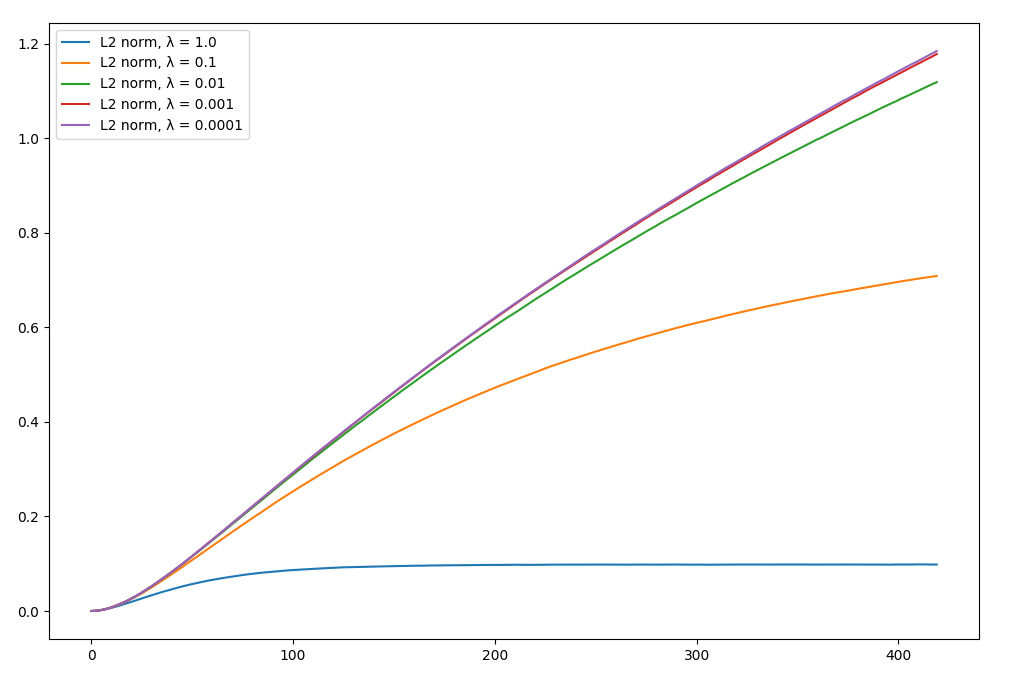 L2 norm, λ = 1.0
L2 norm, λ = 0.1
L2 norm, λ = 0.01
L2 norm, λ = 0.001
L2 norm, λ = 0.0001
1.2
1.0
0.8
0.6
0.4
0.2
0.0
0 100 200 300 400